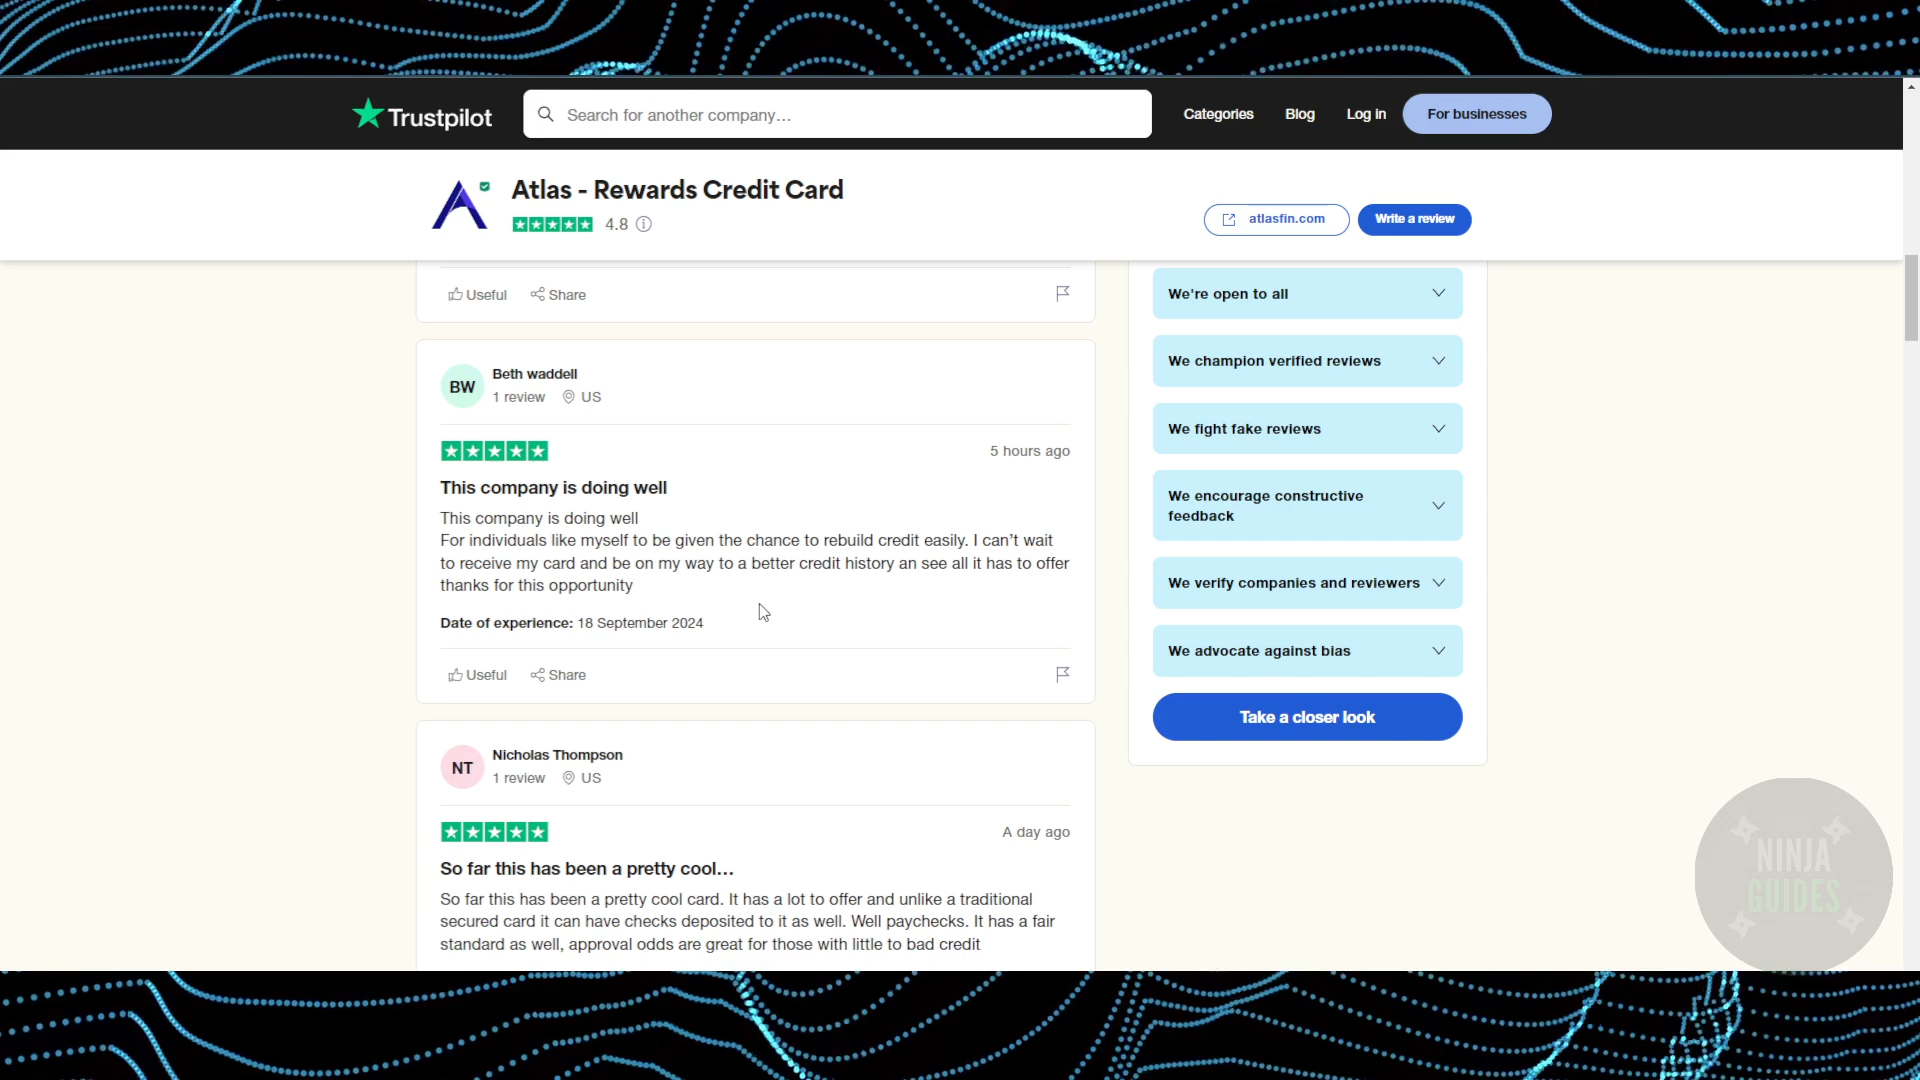 Trustpilot
Search for another company...
Categories
Blog
Log in
For businesses
Atlas - Rewards Credit Card
4.8
atlasfin.com
Write a review
Useful
Share
BW
Beth waddell
1 review
US
5 hours ago
This company is doing well
This company is doing well
For individuals like myself to be given the chance to rebuild credit easily. I can't wait
to receive my card and be on my way to a better credit history an see all it has to offer
thanks for this opportunity
Date of experience: 18 September 2024
Useful
Share
NT
Nicholas Thompson
1 review
US
A day ago
So far this has been a pretty cool...
So far this has been a pretty cool card. It has a lot to offer and unlike a traditional
secured card it can have checks deposited to it as well. Well paychecks. It has a fair
standard as well, approval odds are great for those with little to bad credit
We're open to all
We champion verified reviews
We fight fake reviews
We encourage constructive
feedback
We verify companies and reviewers
We advocate against bias
Take a closer look
NINJA
GUIDES